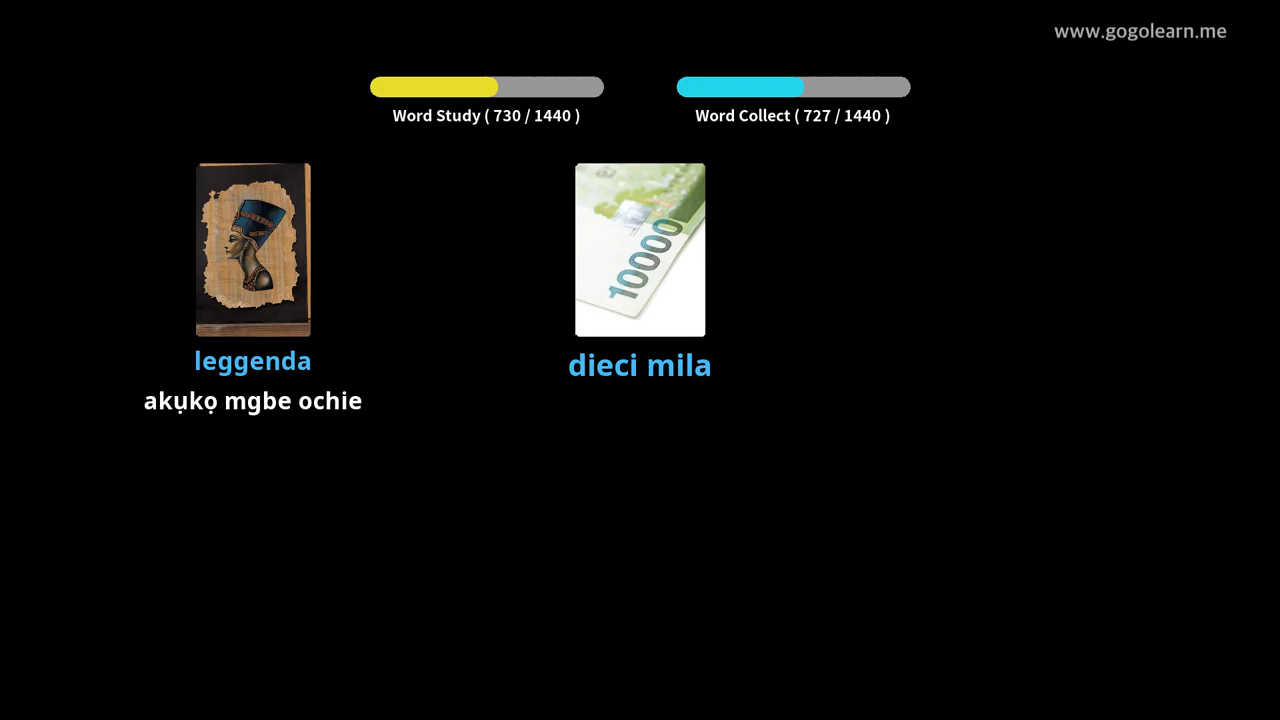 www.gogolearn.me
Word Study ( 730 / 1440 )
Word Collect ( 727 / 1440 )
10000
leggenda
dieci mila
akụkọ mgbe ochie